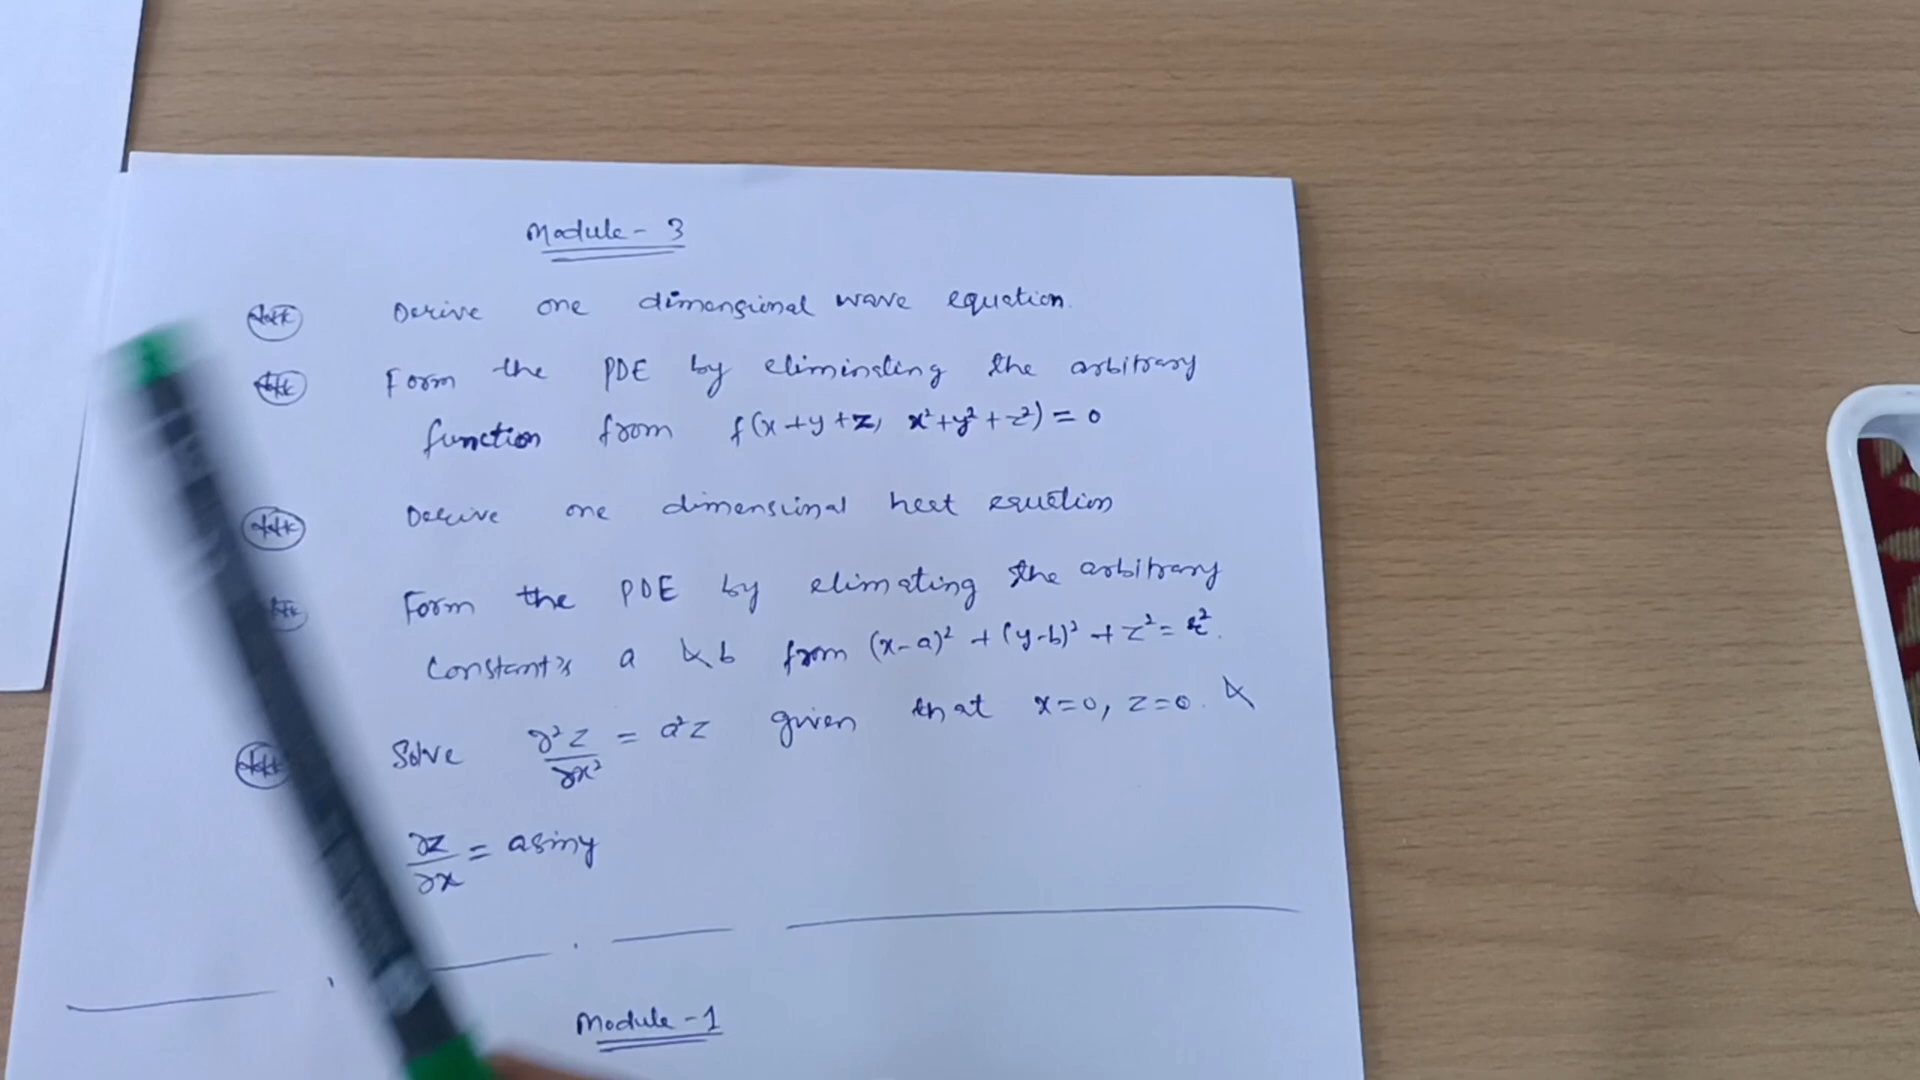 Module - 3
Derive one dimensional wave equation.
Form the PDE by eliminating the arbitrary
function from f(x+y+z, x²+y²+z²) = 0
Derive one dimensional heat equation
Form the PDE by elimating the arbitrary
constant's a & b from (x-a)² + (y-b)² + z² = c².
Solve ∂²z/∂x² = a²z given that x=0, z=0. &
∂z/∂x = a sin y
Module - 1